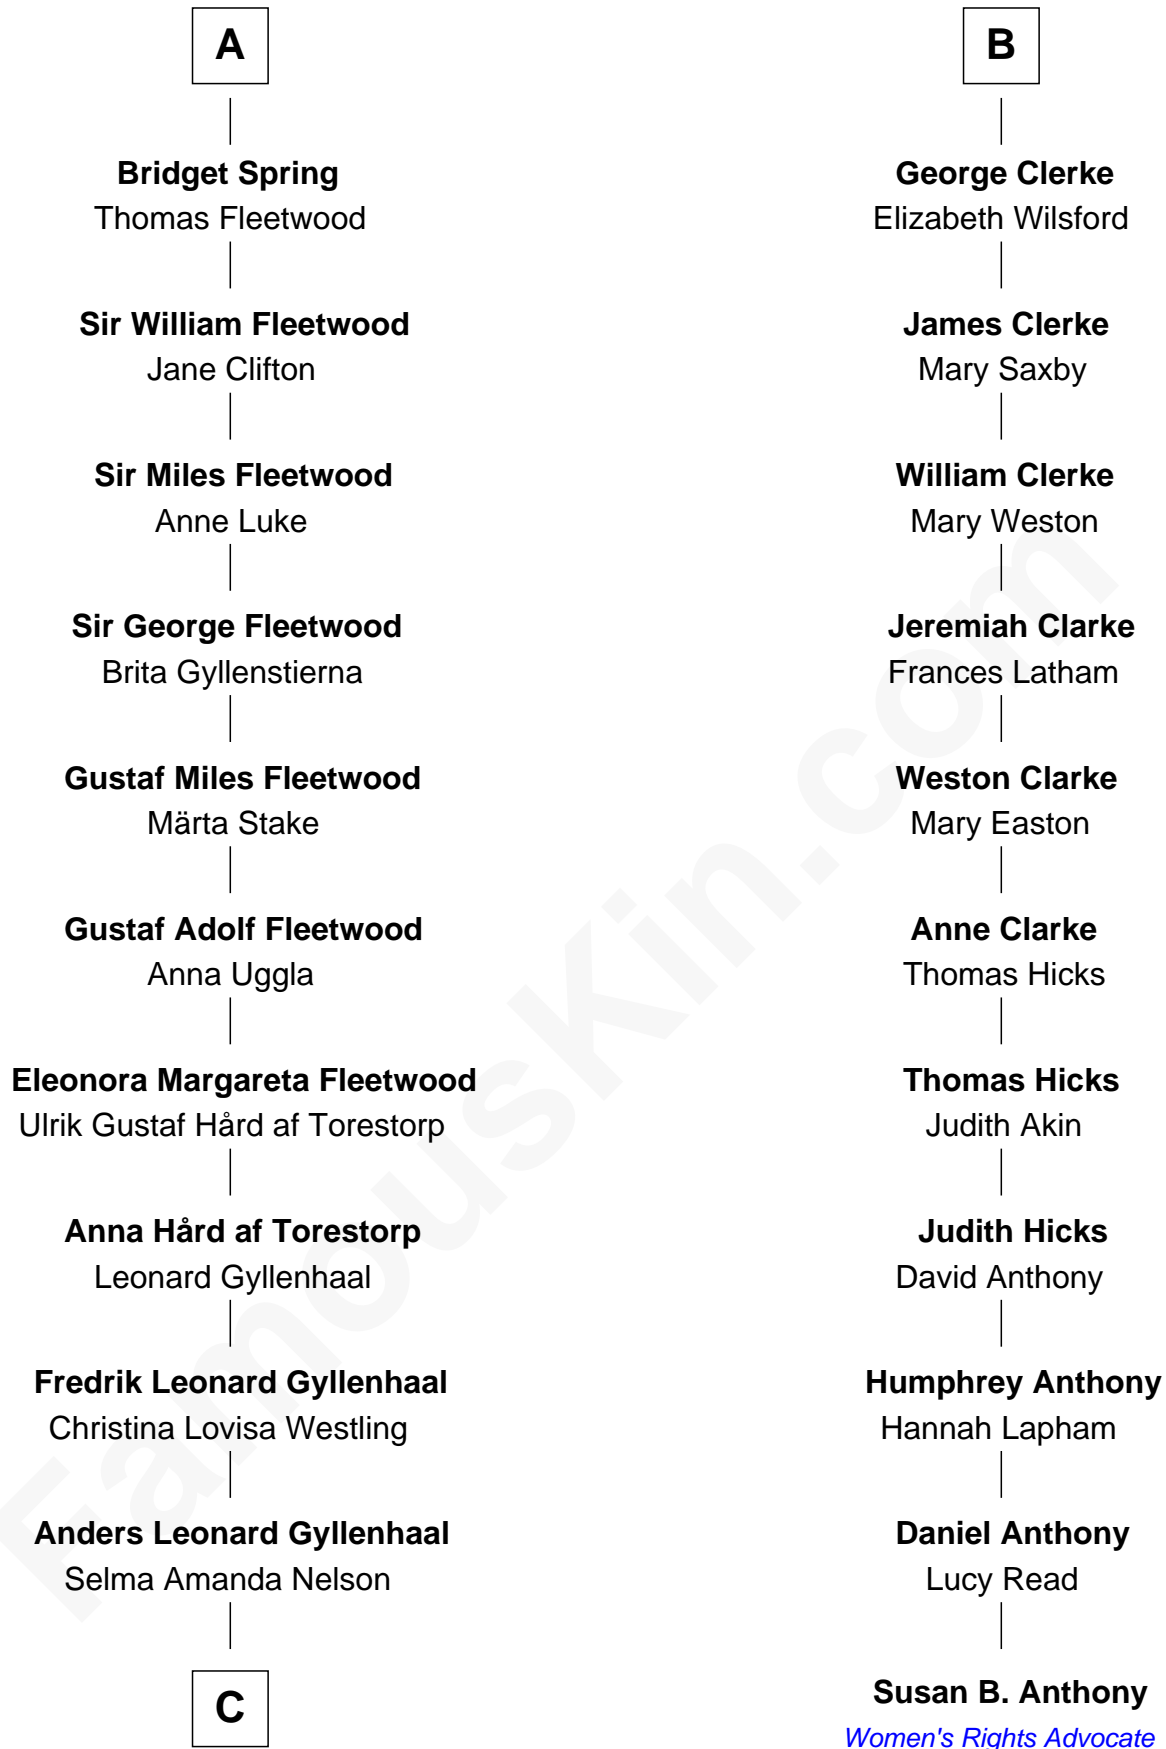 A
Bridget Spring
Thomas Fleetwood
Sir William Fleetwood
Jane Clifton
Sir Miles Fleetwood
Anne Luke
Sir George Fleetwood
Brita Gyllenstierna
Gustaf Miles Fleetwood
Märta Stake
Gustaf Adolf Fleetwood
Anna Uggla
Eleonora Margareta Fleetwood
Ulrik Gustaf Hård af Torestorp
Anna Hård af Torestorp
Leonard Gyllenhaal
Fredrik Leonard Gyllenhaal
Christina Lovisa Westling
Anders Leonard Gyllenhaal
Selma Amanda Nelson
C
B
George Clerke
Elizabeth Wilsford
James Clerke
Mary Saxby
William Clerke
Mary Weston
Jeremiah Clarke
Frances Latham
Weston Clarke
Mary Easton
Anne Clarke
Thomas Hicks
Thomas Hicks
Judith Akin
Judith Hicks
David Anthony
Humphrey Anthony
Hannah Lapham
Daniel Anthony
Lucy Read
Susan B. Anthony
Women's Rights Advocate
FamousKin.com